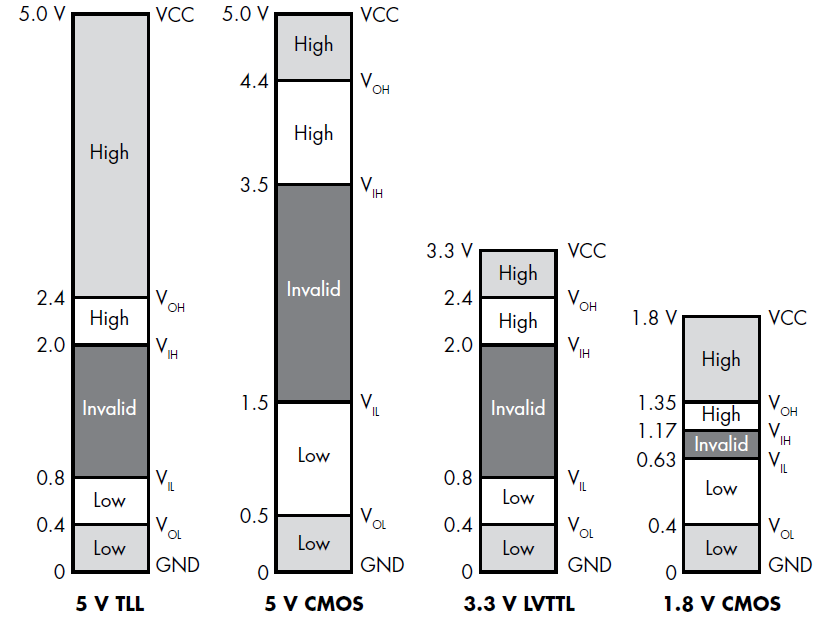 5.0 V VCC
High
2.4 VOH
High
2.0 VIH
Invalid
0.8 VIL
Low
0.4 VOL
Low
0 GND
5 V TLL
5.0 V VCC
High
4.4 VOH
High
3.5 VIH
Invalid
1.5 VIL
Low
0.5 VOL
Low
0 GND
5 V CMOS
3.3 V VCC
High
2.4 VOH
High
2.0 VIH
Invalid
0.8 VIL
Low
0.4 VOL
Low
0 GND
3.3 V LVTTL
1.8 V VCC
High
1.35 VOH
High
1.17 VIH
Invalid
0.63 VIL
Low
0.4 VOL
Low
0 GND
1.8 V CMOS